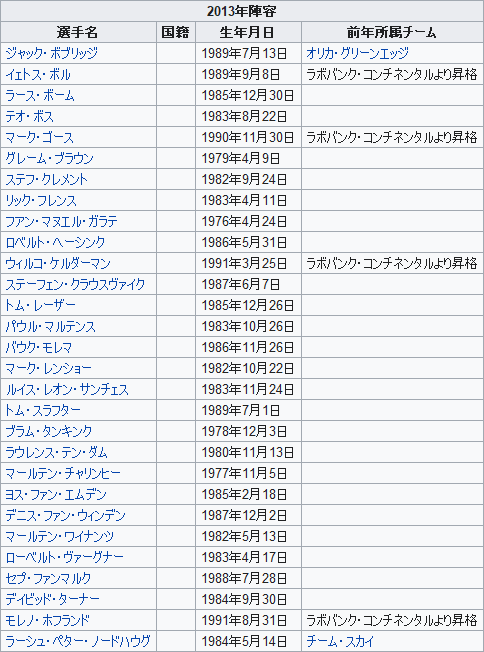 2013年陣容
選手名 国籍 生年月日 前年所属チーム
ジャック・ボブリッジ 1989年7月13日 オリカ・グリーンエッジ
イェトス・ボル 1989年9月8日 ラボバンク・コンチネンタルより昇格
ラース・ボーム 1985年12月30日
テオ・ボス 1983年8月22日
マーク・ゴース 1990年11月30日 ラボバンク・コンチネンタルより昇格
グレーム・ブラウン 1979年4月9日
ステフ・クレメント 1982年9月24日
リック・フレンス 1983年4月11日
フアン・マヌエル・ガラテ 1976年4月24日
ロベルト・ヘーシンク 1986年5月31日
ウィルコ・ケルダーマン 1991年3月25日 ラボバンク・コンチネンタルより昇格
ステーフェン・クラウスヴァイク 1987年6月7日
トム・レーザー 1985年12月26日
パウル・マルテンス 1983年10月26日
バウク・モレマ 1986年11月26日
マーク・レンショー 1982年10月22日
ルイス・レオン・サンチェス 1983年11月24日
トム・スラフター 1989年7月1日
ブラム・タンキンク 1978年12月3日
ラウレンス・テン・ダム 1980年11月13日
マールテン・チャリンヒー 1977年11月5日
ヨス・ファン・エムデン 1985年2月18日
デニス・ファン・ウィンデン 1987年12月2日
マールテン・ワイナンツ 1982年5月13日
ローベルト・ヴァーグナー 1983年4月17日
セプ・ファンマルク 1988年7月28日
デイビッド・ターナー 1984年9月30日
モレノ・ホフランド 1991年8月31日 ラボバンク・コンチネンタルより昇格
ラーシュ・ペター・ノードハウグ 1984年5月14日 チーム・スカイ